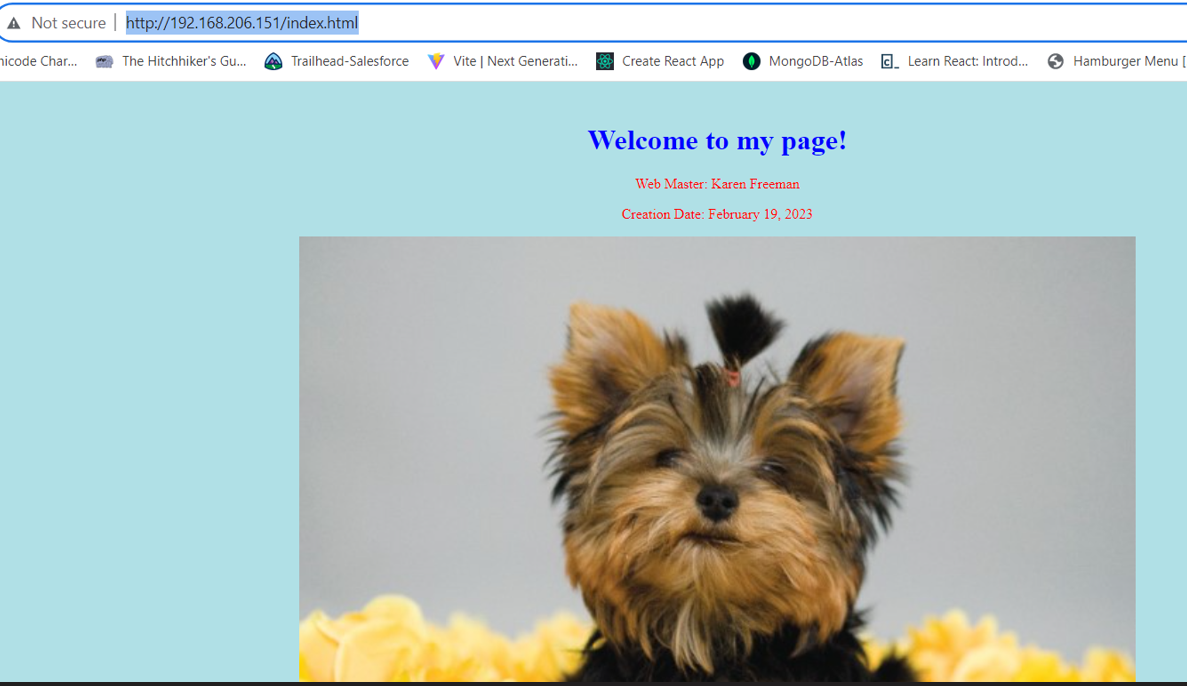 Not secure | http://192.168.206.151/index.html
nicode Char... The Hitchhiker's Gu... Trailhead-Salesforce Vite | Next Generati... Create React App MongoDB-Atlas Learn React: Introd... Hamburger Menu [
Welcome to my page!
Web Master: Karen Freeman
Creation Date: February 19, 2023